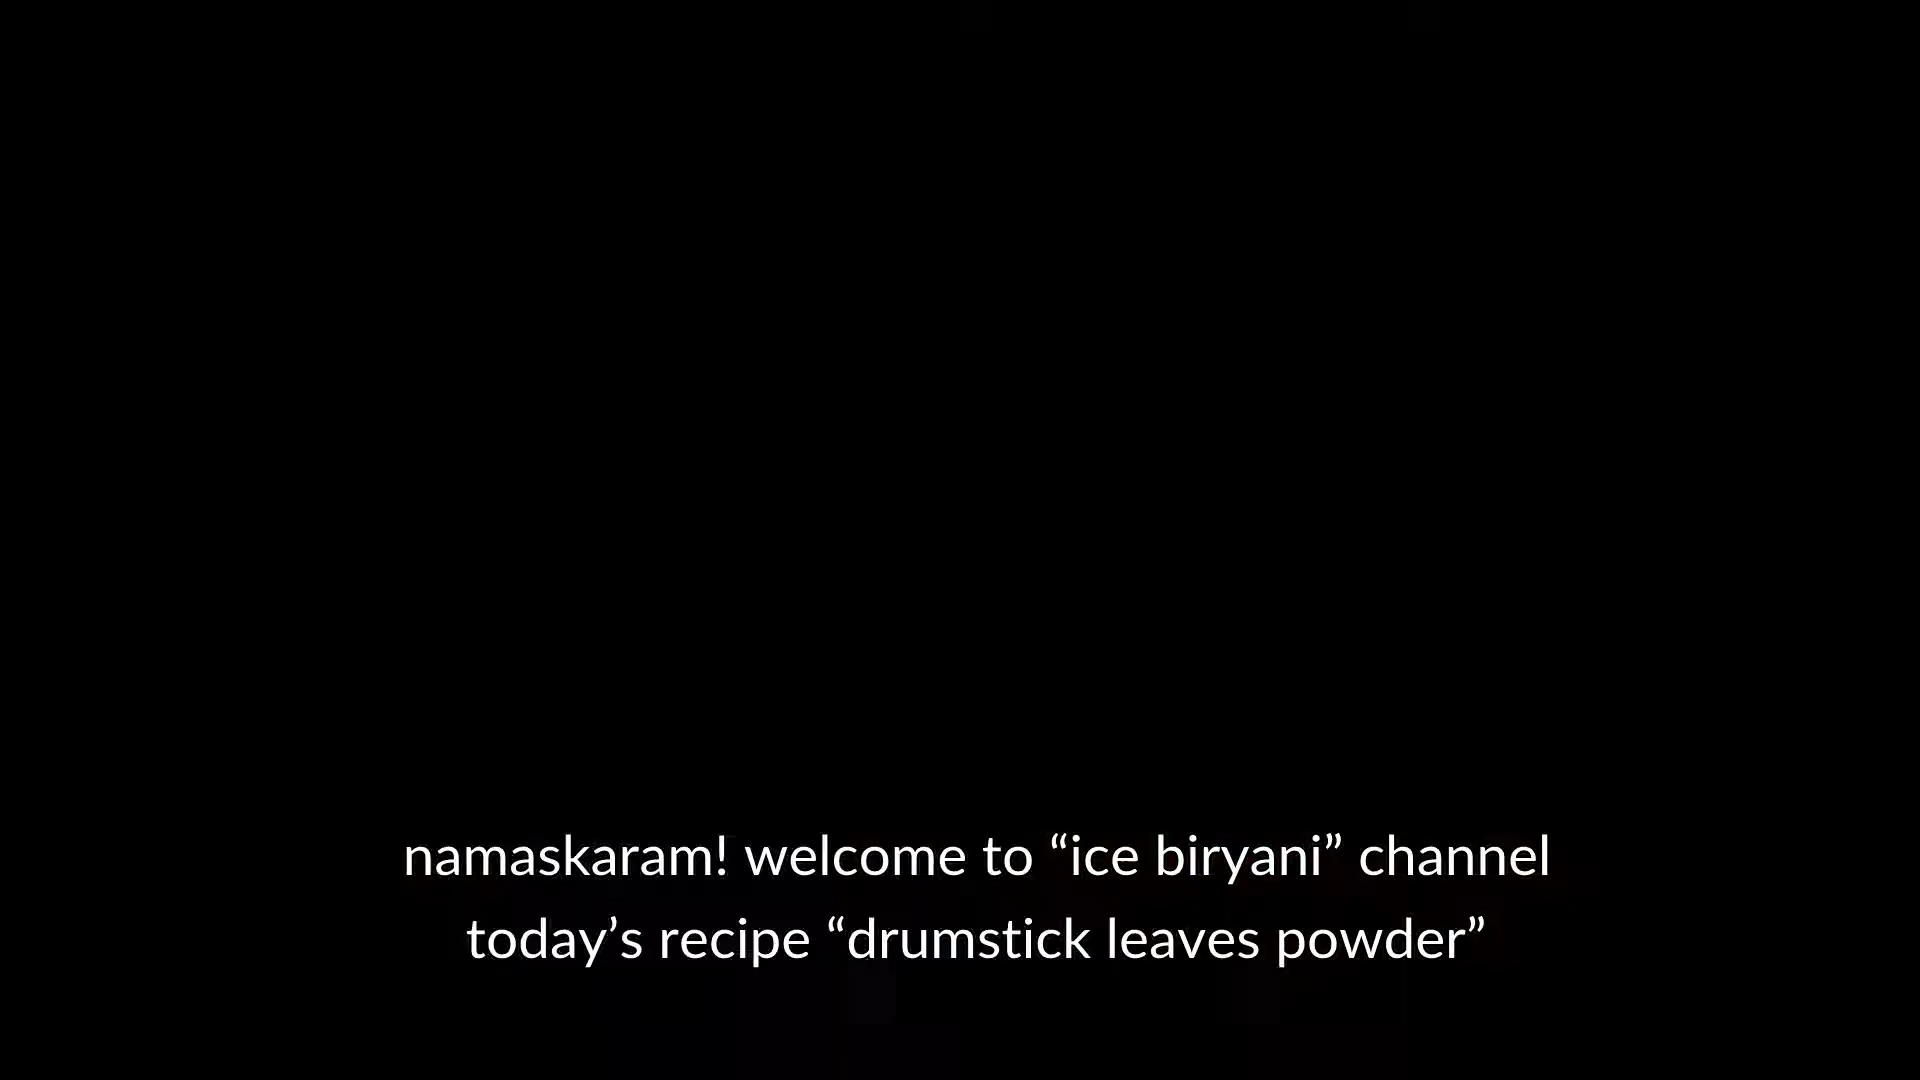 namaskaram! welcome to “ice biryani” channel
today’s recipe “drumstick leaves powder”